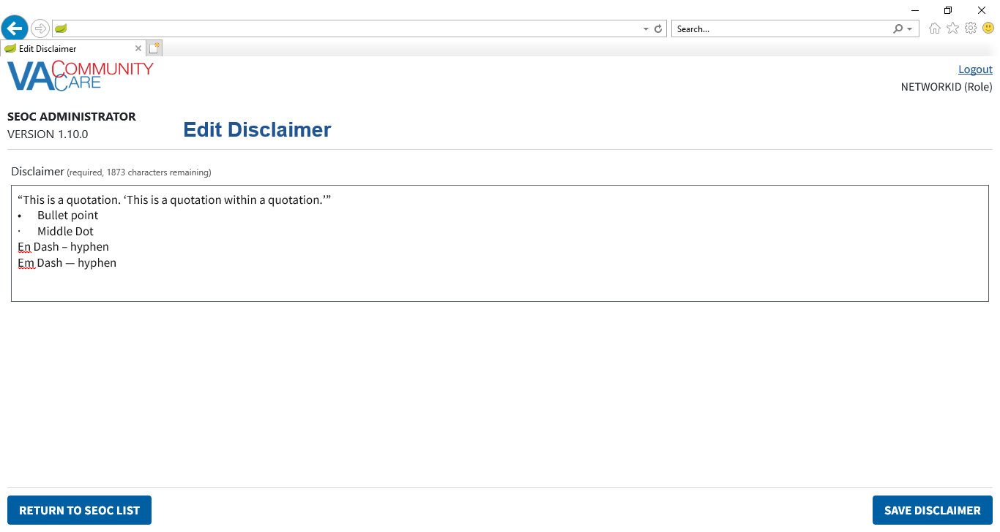 Search...
Edit Disclaimer
VA COMMUNITY CARE
Logout
NETWORKID (Role)
SEOC ADMINISTRATOR
VERSION 1.10.0
Edit Disclaimer
Disclaimer (required, 1873 characters remaining)
“This is a quotation. ‘This is a quotation within a quotation.’”
• Bullet point
· Middle Dot
En Dash – hyphen
Em Dash — hyphen
RETURN TO SEOC LIST
SAVE DISCLAIMER